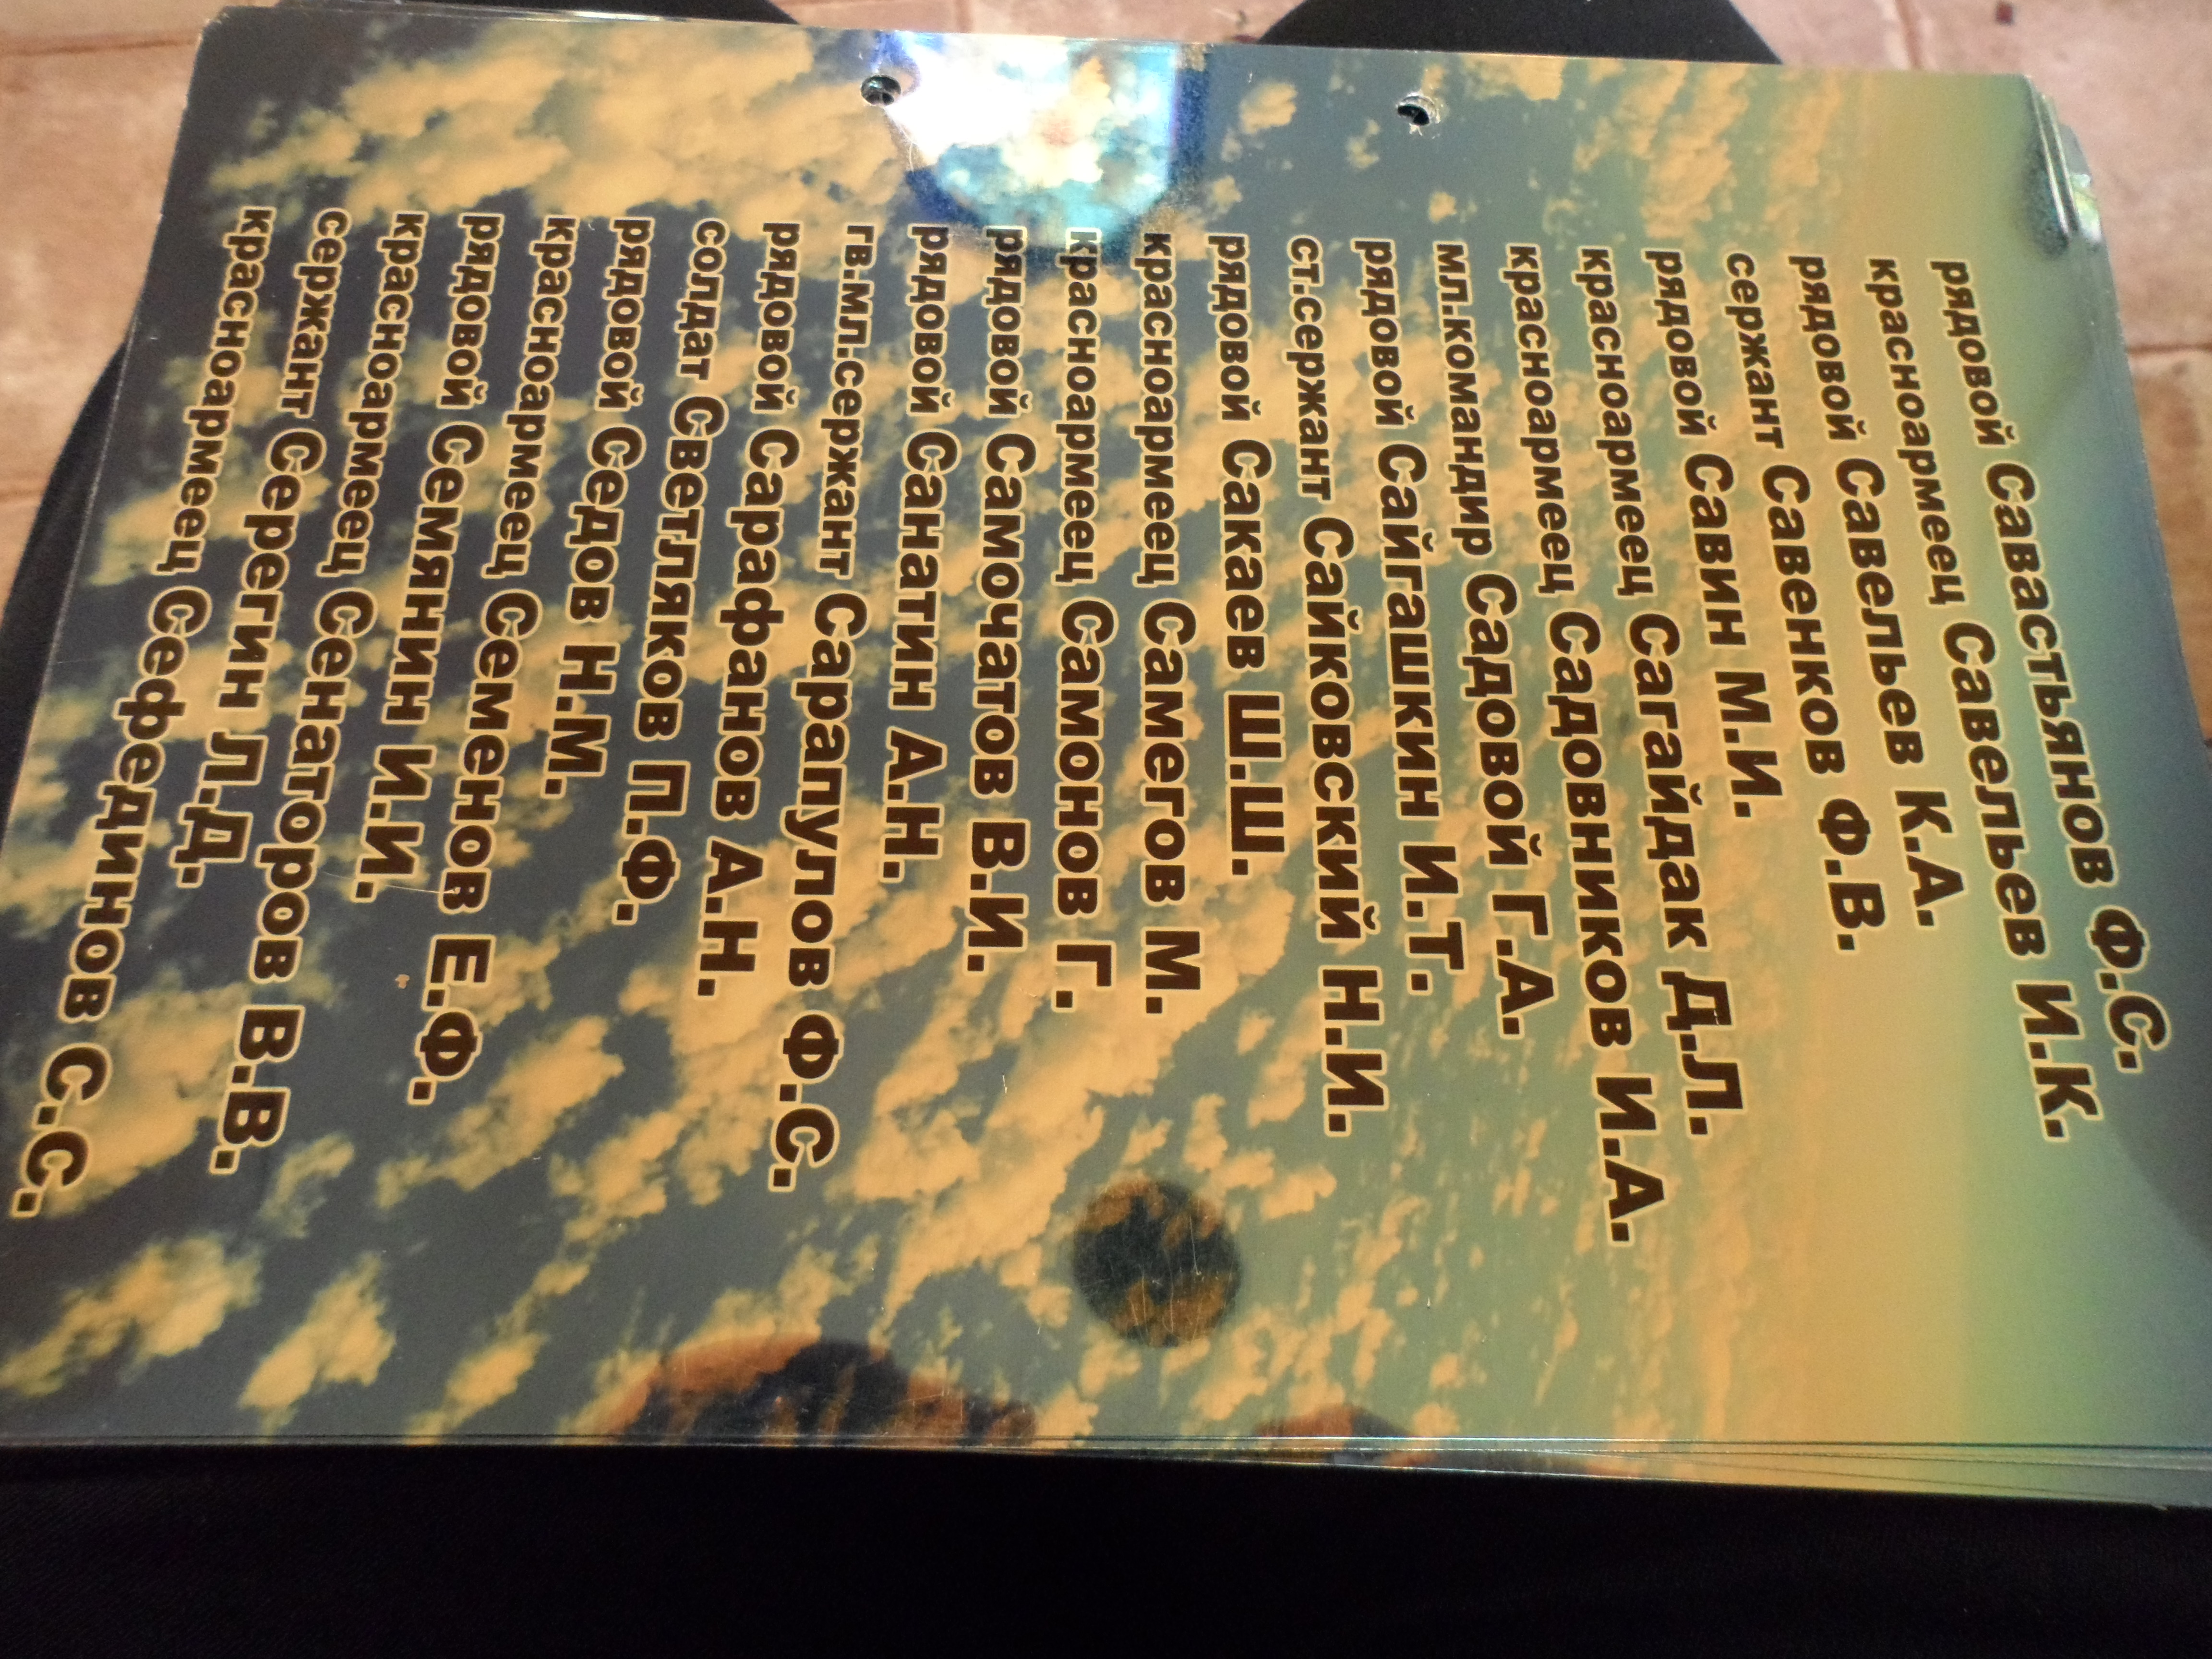 рядовой Савастьянов Ф.С.
красноармеец Савельев И.К.
рядовой Савельев К.А.
сержант Савенков Ф.В.
рядовой Савин М.И.
красноармеец Сагайдак Д.Л.
красноармеец Садовников И.А.
мл.командир Садовой Г.А.
рядовой Сайгашкин И.Т.
ст.сержант Сайковский Н.И.
рядовой Сакаев Ш.Ш.
красноармеец Самегов М.
красноармеец Самонов Г.
рядовой Самочатов В.И.
рядовой Санатин А.Н.
гв.мл.сержант Сарапулов Ф.С.
рядовой Сарафанов А.Н.
солдат Светляков П.Ф.
рядовой Седов Н.М.
красноармеец Семенов Е.Ф.
рядовой Семянин И.И.
красноармеец Сенаторов В.В.
сержант Серегин Л.Д.
красноармеец Сефединов С.С.